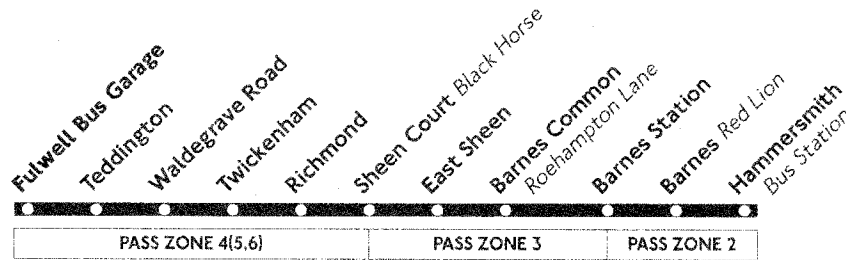 Fulwell Bus Garage
Teddington
Waldegrave Road
Twickenham
Richmond
Sheen Court Black Horse
East Sheen
Barnes Common
Roehampton Lane
Barnes Station
Barnes Red Lion
Hammersmith
Bus Station
PASS ZONE 4(5,6)
PASS ZONE 3
PASS ZONE 2